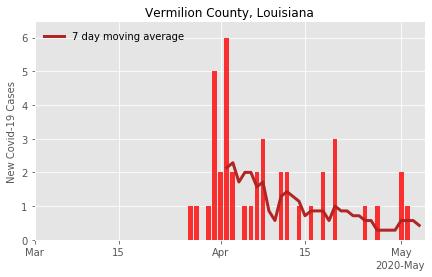 Vermilion County, Louisiana
7 day moving average
New Covid-19 Cases
6
5
4
3
2
1
0
Mar 15 Apr 15 May
2020-May